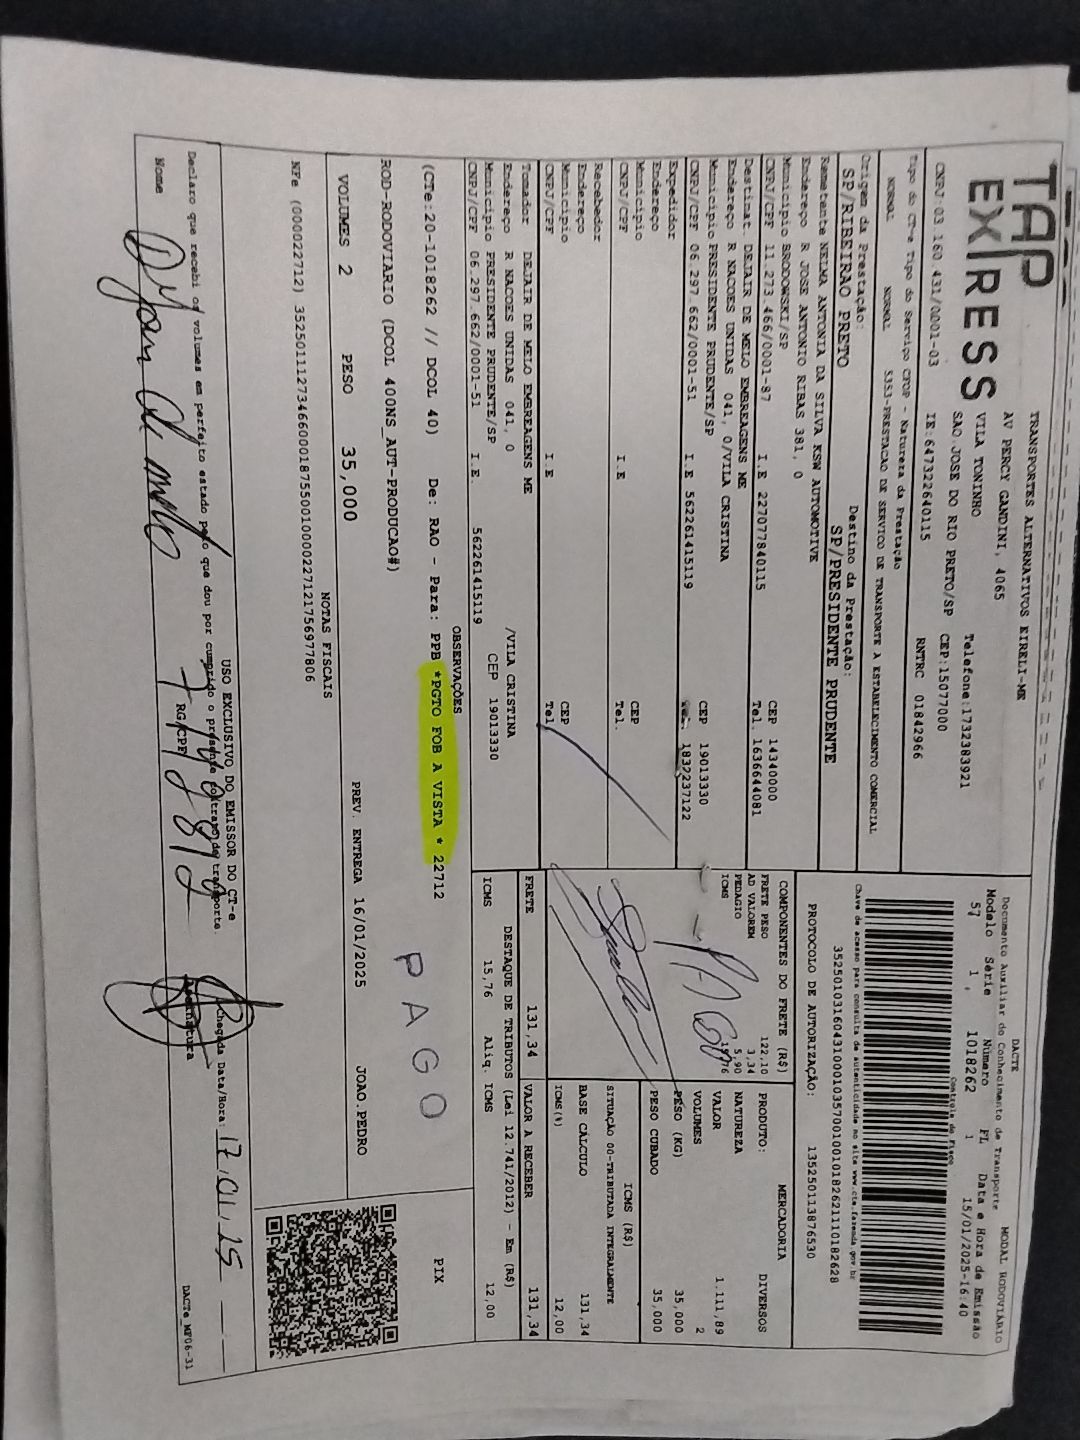 TAP
EXPRESS
TRANSPORTES ALTERNATIVOS EIRELI-ME
AV PERCY GANDINI, 4065
VILA TONINHO Telefone:1732383921
SAO JOSE DO RIO PRETO/SP CEP:15077000
CNPJ:03.160.431/0001-03 IE:647322640115 RNTRC 01842966
Tipo do CT-e Tipo do Serviço CFOP - Natureza da Prestação
NORMAL NORMAL 5353-PRESTACAO DE SERVICO DE TRANSPORTE A ESTABELECIMENTO COMERCIAL
Origem da Prestação: Destino da Prestação:
SP/RIBEIRAO PRETO SP/PRESIDENTE PRUDENTE
Remetente NEIMA ANTONIA DA SILVA KSW AUTOMOTIVE
Endereço R JOSE ANTONIO RIBAS 381, 0
Município BRODOWSKI/SP CEP 14340000
CNPJ/CPF 11.273.466/0001-87 I.E 227077840115 Tel. 1636644081
Destinat. DEJAIR DE MELO EMBREAGENS ME
Endereço R NACOES UNIDAS 041, 0/VILA CRISTINA
Município PRESIDENTE PRUDENTE/SP CEP 19013330
CNPJ/CPF 06.297.662/0001-51 I.E 562261415119 Tel. 1832237122
Expedidor
Endereço
Município CEP
CNPJ/CPF I.E Tel.
Recebedor
Endereço
Município CEP
CNPJ/CPF I.E Tel.
Tomador DEJAIR DE MELO EMBREAGENS ME
Endereço R NACOES UNIDAS 041, 0 /VILA CRISTINA
Município PRESIDENTE PRUDENTE/SP CEP 19013330
CNPJ/CPF 06.297.662/0001-51 I.E. 562261415119
DACTE
Documento Auxiliar do Conhecimento de Transporte MODAL RODOVIÁRIO
Modelo Série Número FL Data e Hora de Emissão
57 1 1018262 1 15/01/2025-16:40
Controle do Fisco
Chave de acesso para consulta de autenticidade no site www.cte.fazenda.gov.br
35250103160431000103570010010182621110182628
PROTOCOLO DE AUTORIZAÇÃO: 135250113876530
COMPONENTES DO FRETE (R$)
FRETE PESO 122,10
AD VALOREM 3,34
PEDAGIO 5,90
ICMS 15,76
PRODUTO: MERCADORIA
NATUREZA DIVERSOS
VALOR 1.111,89
VOLUMES 2
PESO (KG) 35,000
PESO CUBADO 35,000
ICMS (R$)
SITUAÇÃO 00-TRIBUTADA INTEGRALMENTE
BASE CÁLCULO 131,34
ICMS(%) 12,00
FRETE 131,34 VALOR A RECEBER 131,34
DESTAQUE DE TRIBUTOS (Lei 12.741/2012) - Em (R$)
ICMS 15,76 Aliq. ICMS 12,00
OBSERVAÇÕES
(CTe:20-1018262 // DCOL 40) De: RAO - Para: PPB *PGTO FOB A VISTA * 22712
ROD-RODOVIARIO (DCOL 400NS_AUT-PRODUCAO#)
PAGO
PIX
VOLUMES 2 PESO 35,000 PREV. ENTREGA 16/01/2025 JOAO.PEDRO
NOTAS FISCAIS
NFe (000022712) 35250111273466000187550010000227121756977806
USO EXCLUSIVO DO EMISSOR DO CT-e
Declaro que recebi os volumes em perfeito estado pelo que dou por cumprido o presente contrato de transporte.
Chegada Data/Hora: 17.01.15
Nome RG/CPF Assinatura
DACTe_MF06-31